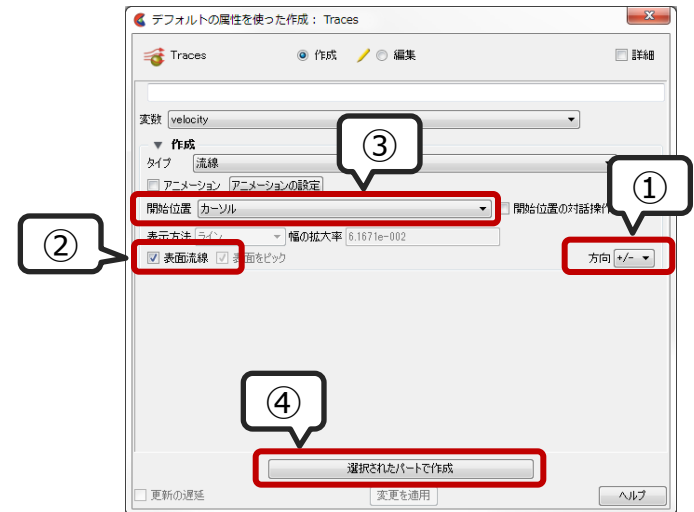 デフォルトの属性を使った作成： Traces
x
Traces 作成 編集 詳細
変数 velocity
▼ 作成
③
タイプ 流線
①
アニメーション アニメーションの設定
開始位置 カーソル 開始位置の対話操作
②
表示方法 ライン 幅の拡大率 6.1671e-002
表面流線 表面をピック 方向 +/-
④
選択されたパートで作成
更新の遅延 変更を適用 ヘルプ